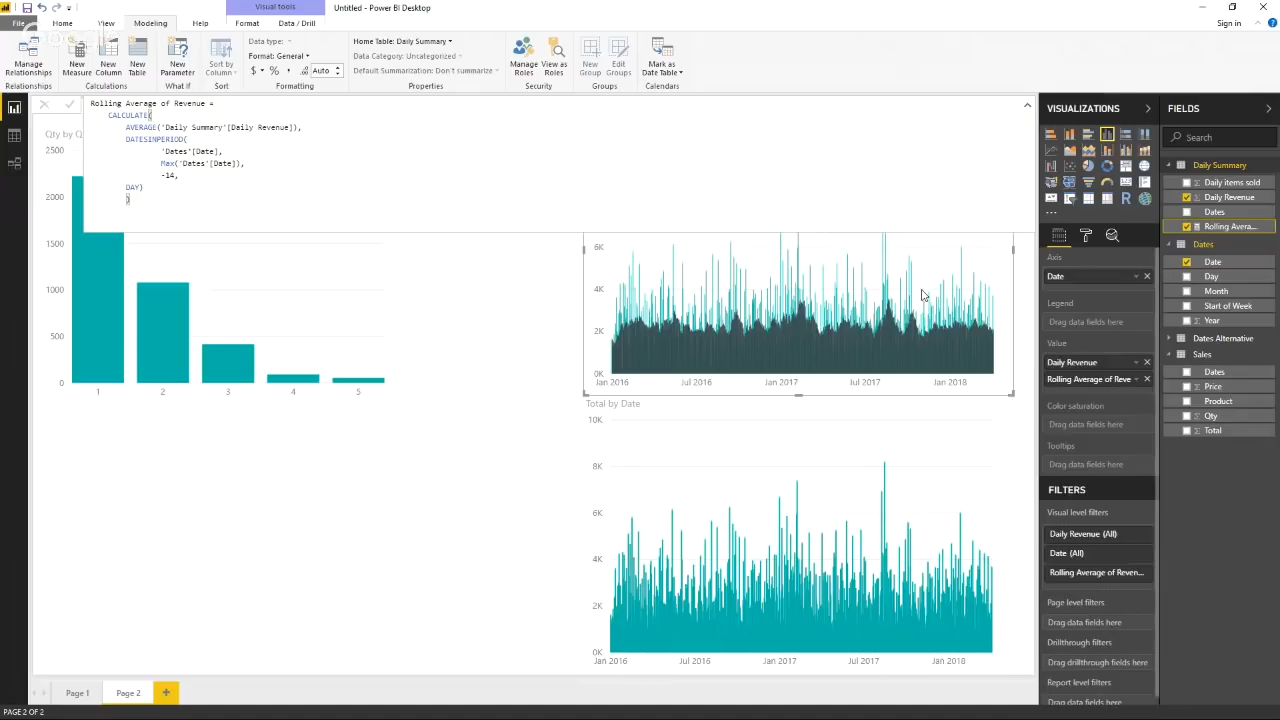 Visual tools
Untitled - Power BI Desktop
File
Home
View
Modeling
Help
Format
Data / Drill
Sign in
Manage Relationships
Relationships
New Measure
New Column
New Table
Calculations
New Parameter
What if
Sort by Column
Sort
Data type:
Format: General
$ % , Auto
Formatting
Home Table: Daily Summary
Data Category: Uncategorized
Default Summarization: Don't summarize
Properties
Manage Roles
View as Roles
Security
New Group
Edit Groups
Groups
Mark as Date Table
Calendars
Rolling Average of Revenue =
CALCULATE(
AVERAGE('Daily Summary'[Daily Revenue]),
DATESINPERIOD(
'Dates'[Date],
Max('Dates'[Date]),
-14,
DAY)
)
Qty by Q
2500
2000
1500
1000
500
0
1 2 3 4 5
6K
4K
2K
0K
Jan 2016 Jul 2016 Jan 2017 Jul 2017 Jan 2018
Total by Date
10K
8K
6K
4K
2K
0K
Jan 2016 Jul 2016 Jan 2017 Jul 2017 Jan 2018
VISUALIZATIONS
R
Axis
Date
Legend
Drag data fields here
Value
Daily Revenue
Rolling Average of Reve
Color saturation
Drag data fields here
Tooltips
Drag data fields here
FILTERS
Visual level filters
Daily Revenue (All)
Date (All)
Rolling Average of Reven...
Page level filters
Drag data fields here
Drillthrough filters
Drag drillthrough fields here
Report level filters
Drag data fields here
FIELDS
Search
Daily Summary
Σ Daily items sold
Σ Daily Revenue
Dates
Rolling Avera...
Dates
Date
Day
Month
Start of Week
Σ Year
Dates Alternative
Sales
Dates
Σ Price
Product
Σ Qty
Σ Total
Page 1
Page 2
PAGE 2 OF 2